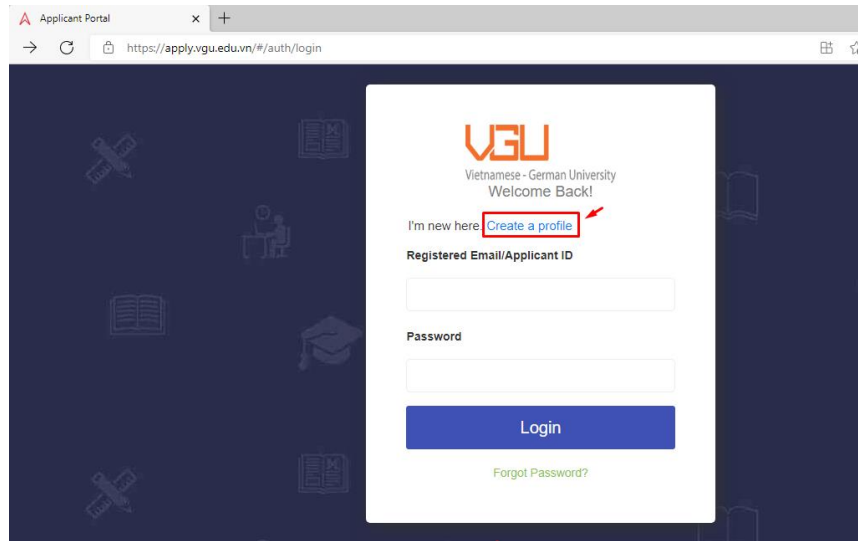 Applicant Portal
https://apply.vgu.edu.vn/#/auth/login
VGU
Vietnamese - German University
Welcome Back!
I'm new here. Create a profile
Registered Email/Applicant ID
Password
Login
Forgot Password?